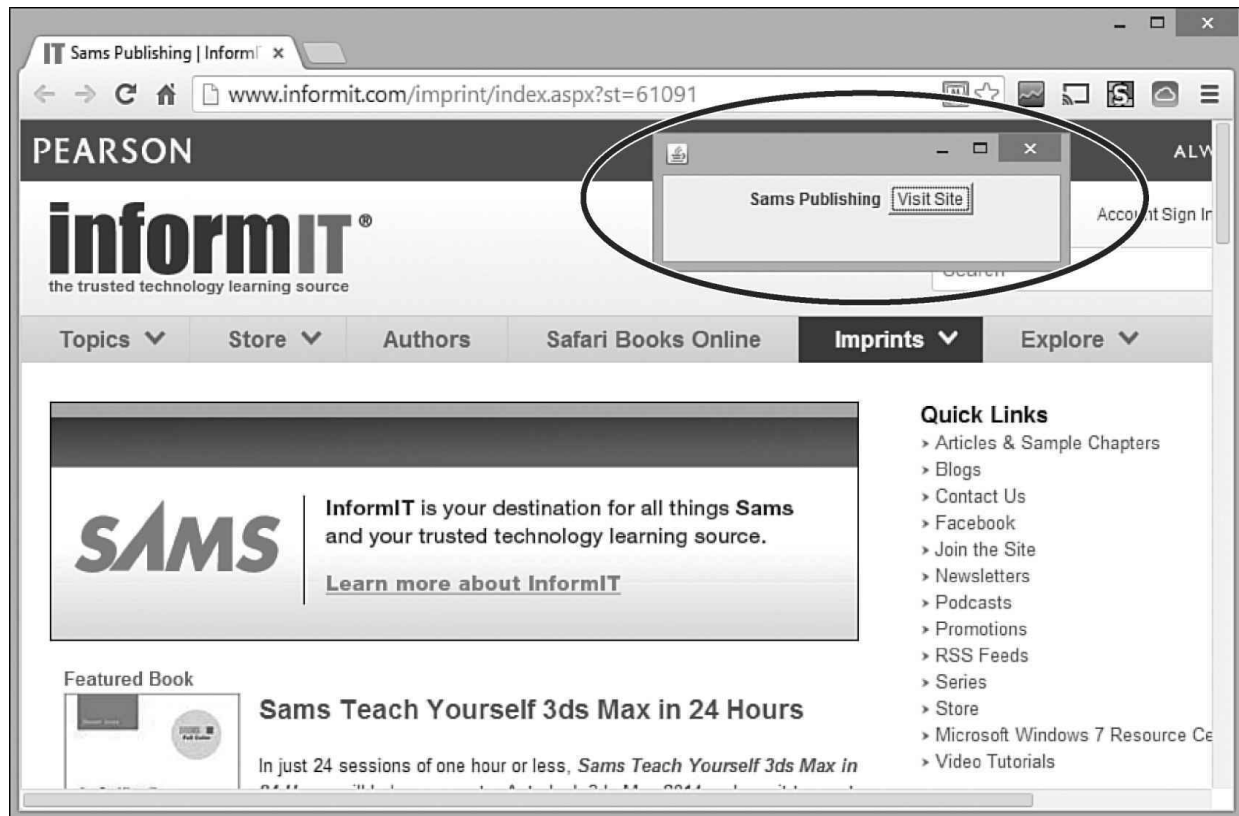 IT Sams Publishing | InformI
www.informit.com/imprint/index.aspx?st=61091
PEARSON
ALW
Sams Publishing Visit Site
informIT®
the trusted technology learning source
Account Sign In
Search
Topics Store Authors Safari Books Online Imprints Explore
SAMS
InformIT is your destination for all things Sams
and your trusted technology learning source.
Learn more about InformIT
Quick Links
Articles & Sample Chapters
Blogs
Contact Us
Facebook
Join the Site
Newsletters
Podcasts
Promotions
RSS Feeds
Series
Store
Microsoft Windows 7 Resource Ce
Video Tutorials
Featured Book
Sams Teach Yourself 3ds Max in 24 Hours
In just 24 sessions of one hour or less, Sams Teach Yourself 3ds Max in